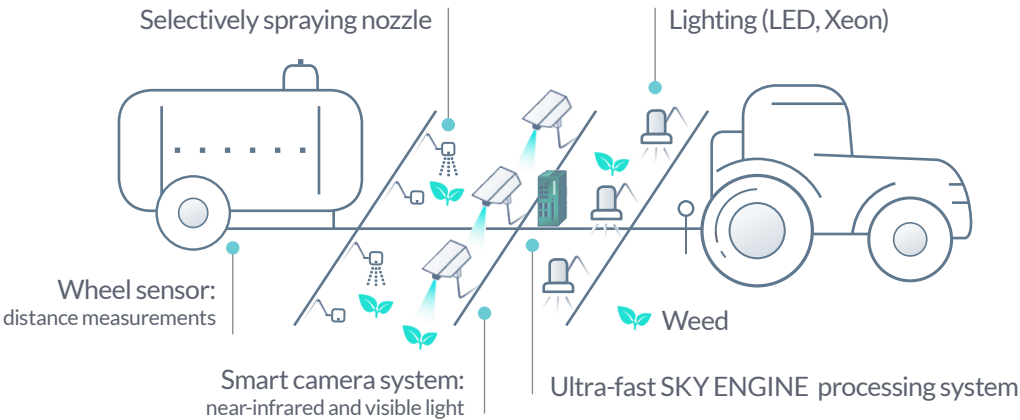 Selectively spraying nozzle
Lighting (LED, Xeon)
Wheel sensor:
distance measurements
Weed
Smart camera system:
near-infrared and visible light
Ultra-fast SKY ENGINE processing system